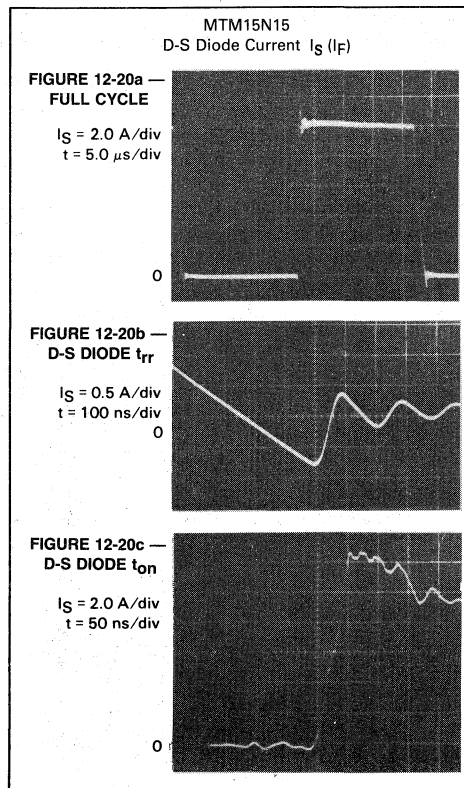 MTM15N15
D-S Diode Current IS (IF)
FIGURE 12-20a —
FULL CYCLE
IS = 2.0 A/div
t = 5.0 μs/div
0
FIGURE 12-20b —
D-S DIODE trr
IS = 0.5 A/div
t = 100 ns/div
0
FIGURE 12-20c —
D-S DIODE ton
IS = 2.0 A/div
t = 50 ns/div
0